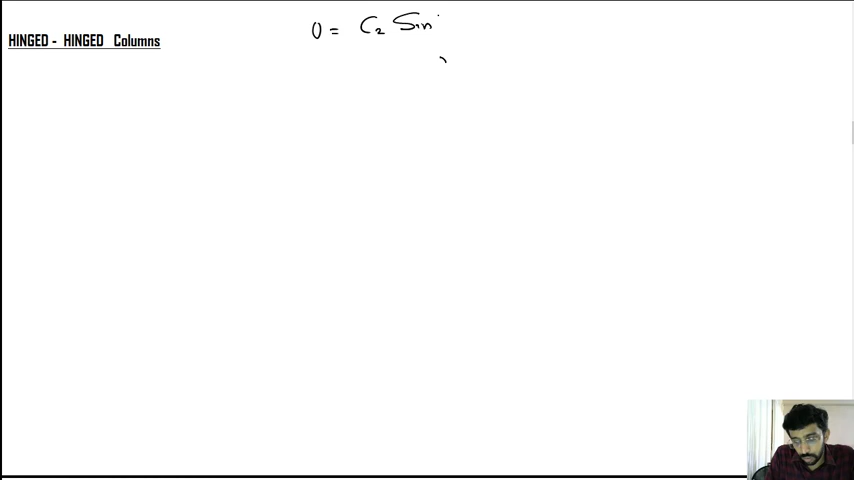 HINGED - HINGED Columns
0 = C₂ Sin